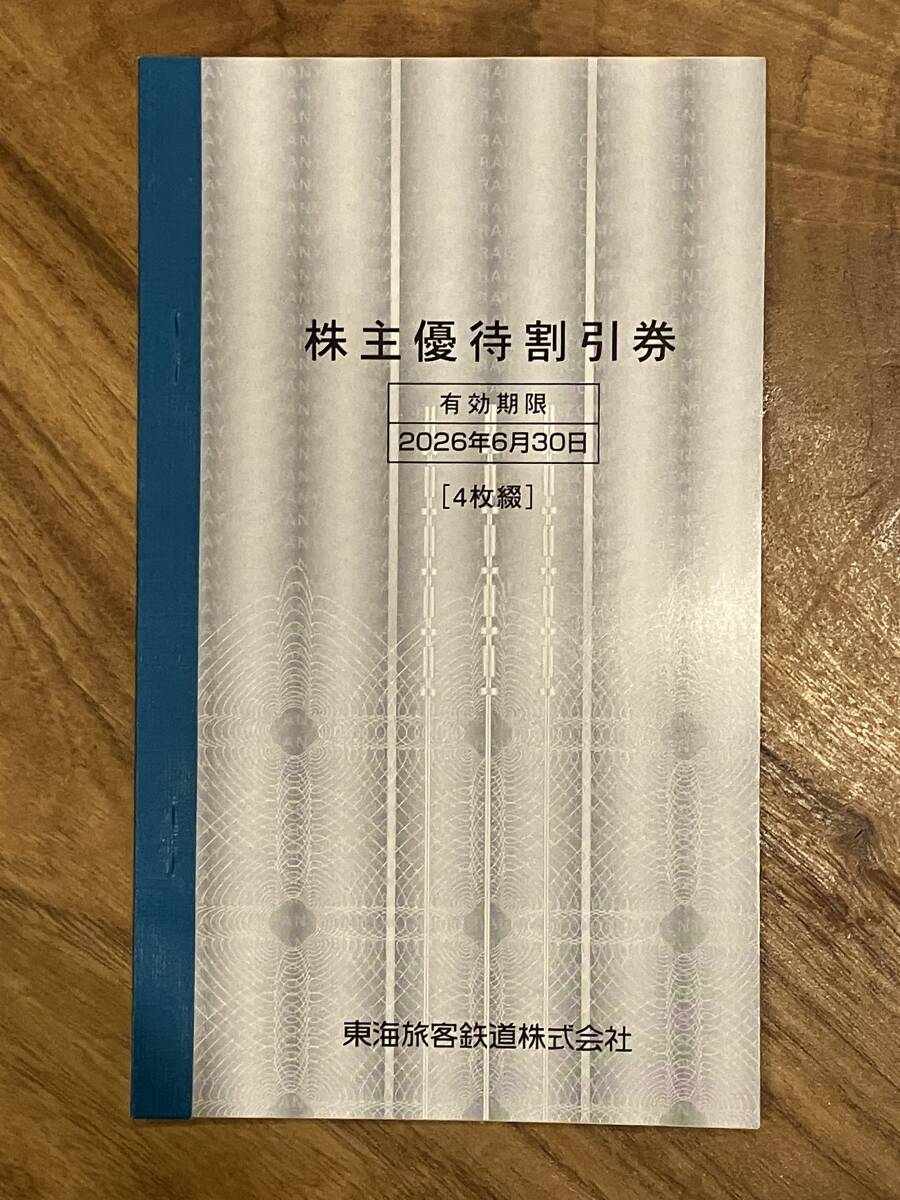 株主優待割引券
有効期限
2026年6月30日
[4枚綴]
東海旅客鉄道株式会社